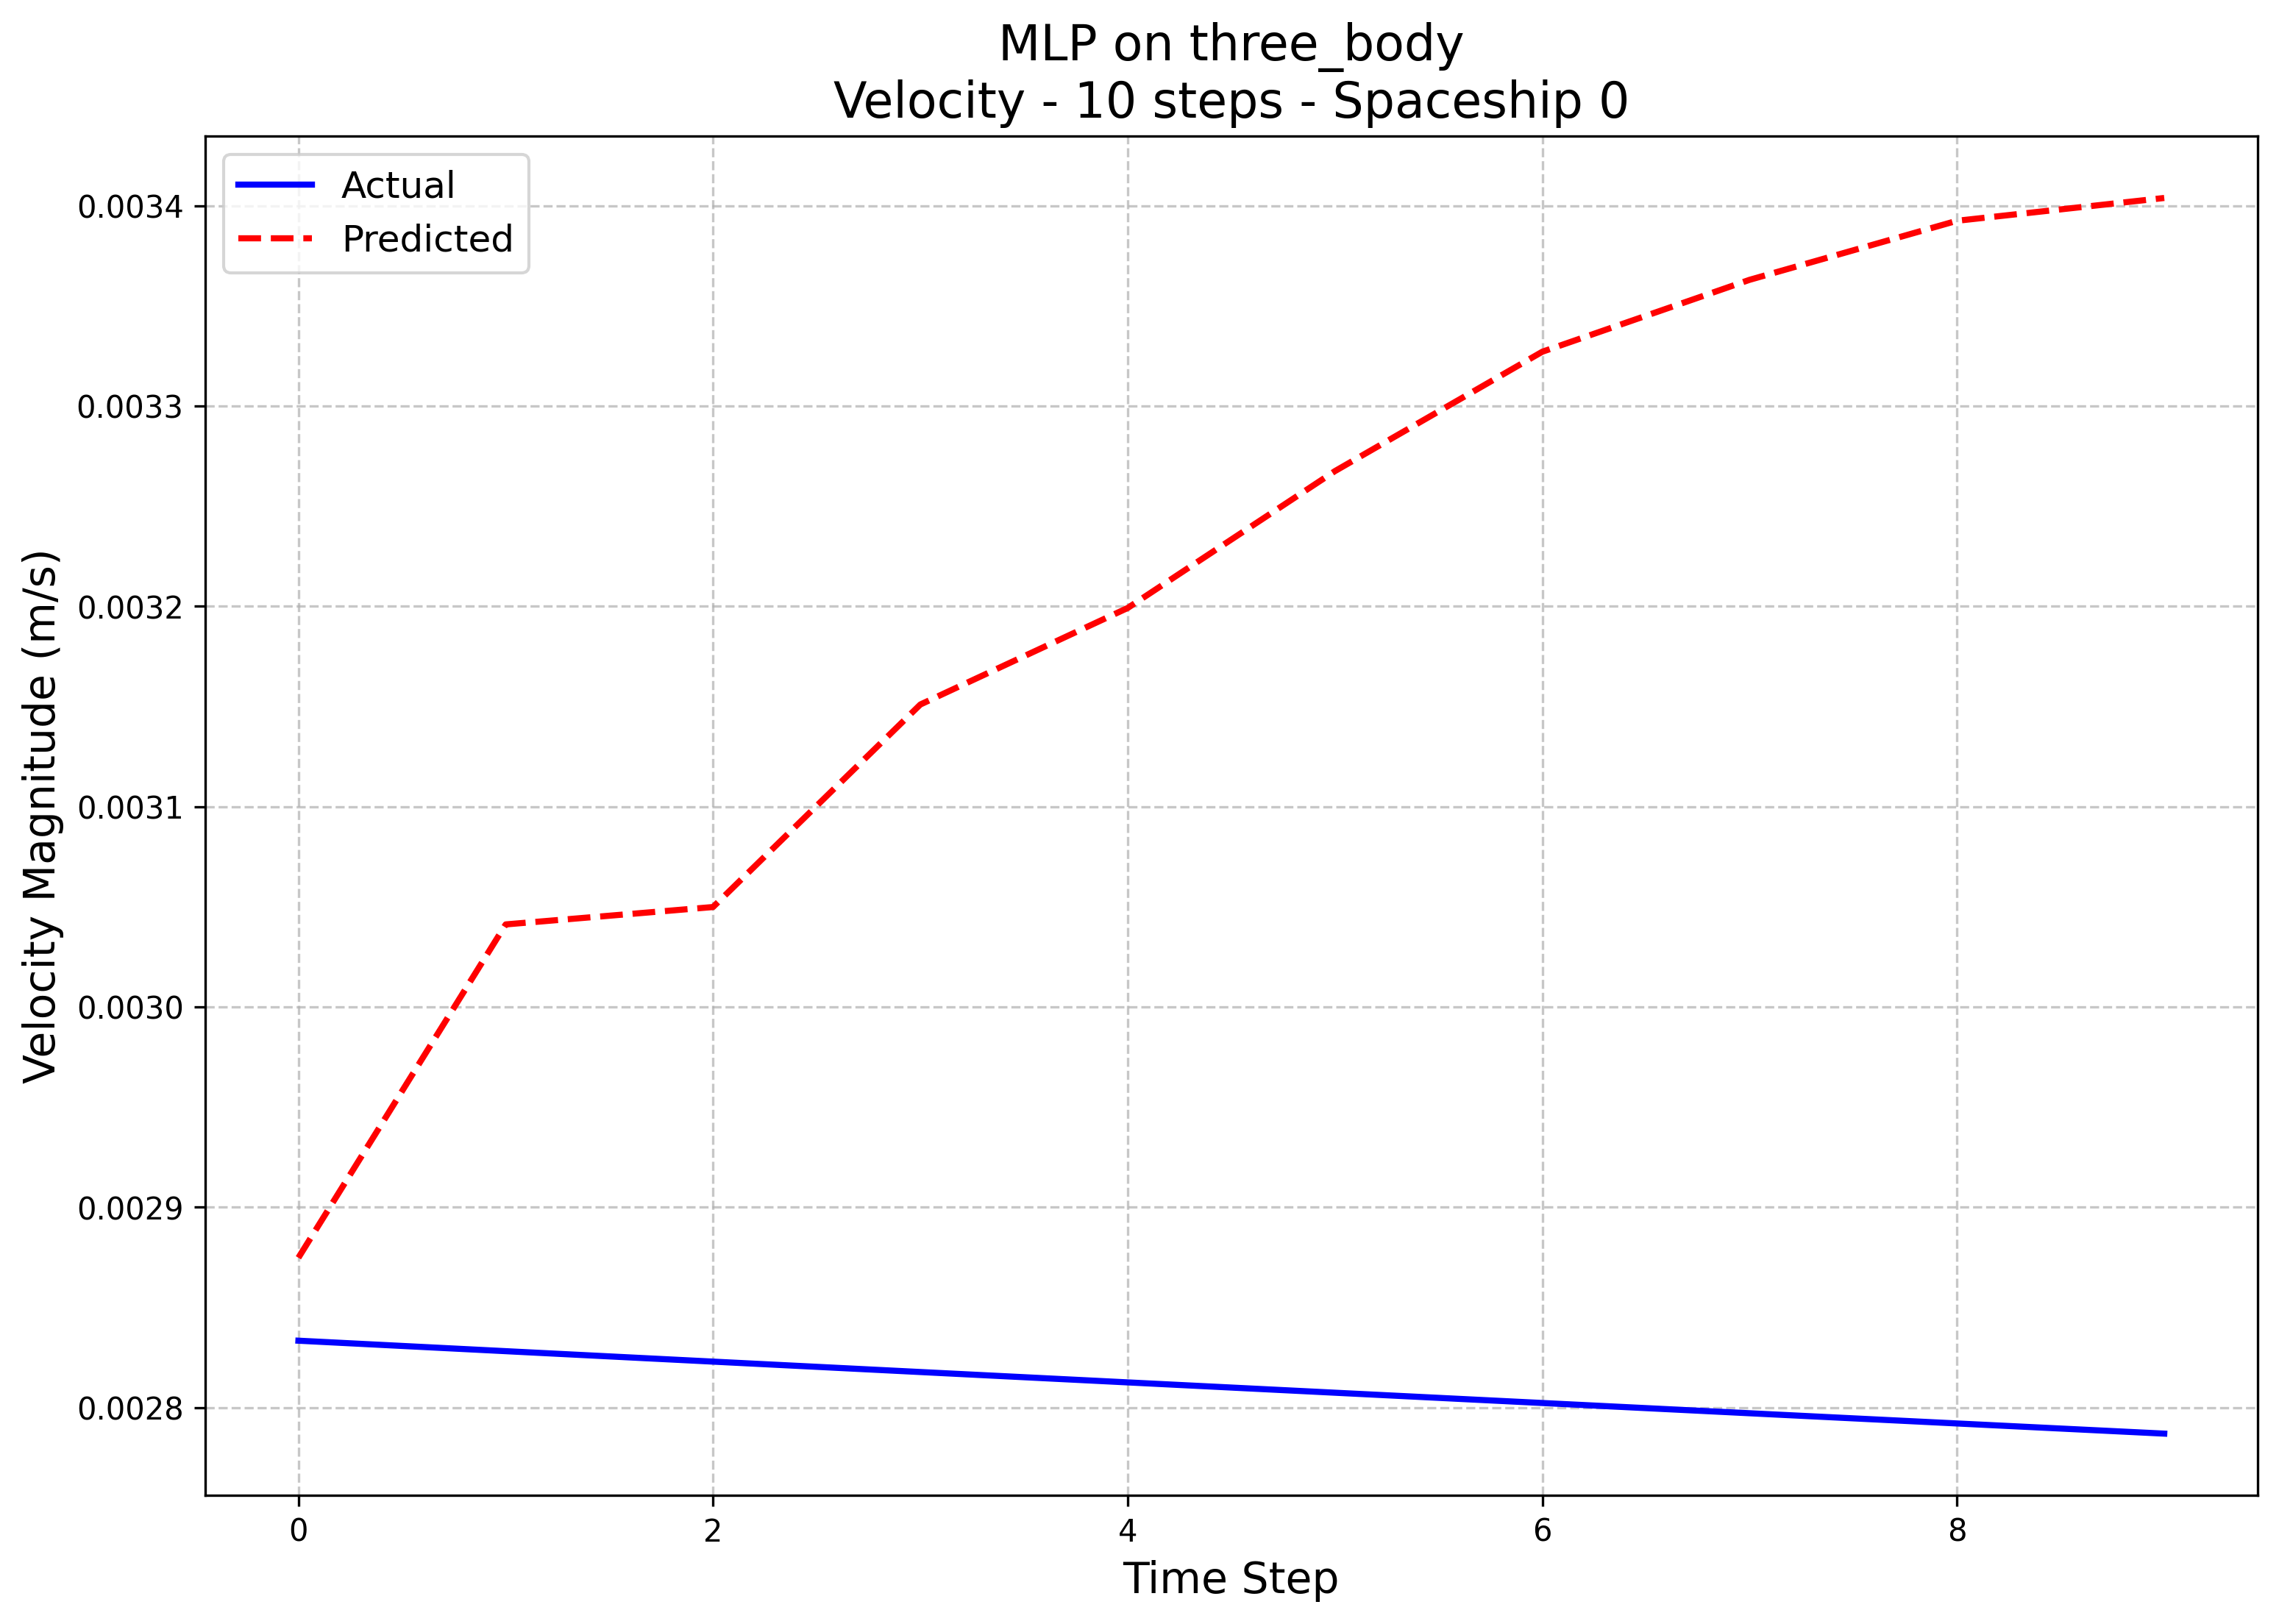 MLP on three_body
Velocity - 10 steps - Spaceship 0
Actual
Predicted
0.0034
0.0033
0.0032
0.0031
0.0030
0.0029
0.0028
Velocity Magnitude (m/s)
0 2 4 6 8
Time Step